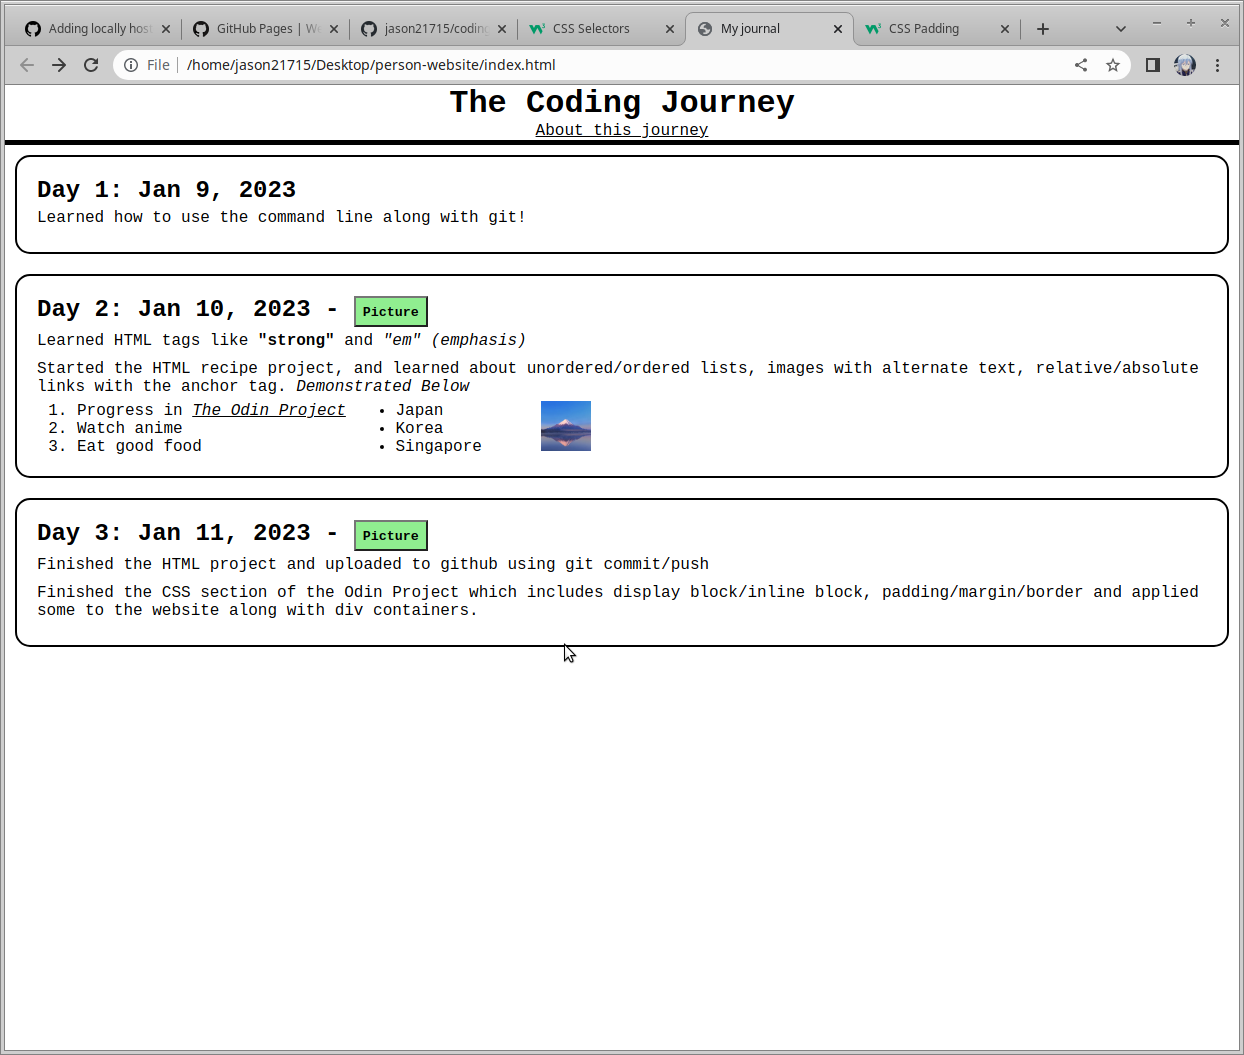 Adding locally hos
GitHub Pages | W
jason21715/coding
CSS Selectors
My journal
CSS Padding
File
/home/jason21715/Desktop/person-website/index.html
The Coding Journey
About this journey
Day 1: Jan 9, 2023
Learned how to use the command line along with git!
Day 2: Jan 10, 2023 - Picture
Learned HTML tags like "strong" and "em" (emphasis)
Started the HTML recipe project, and learned about unordered/ordered lists, images with alternate text, relative/absolute
links with the anchor tag. Demonstrated Below
1. Progress in The Odin Project
2. Watch anime
3. Eat good food
• Japan
• Korea
• Singapore
Day 3: Jan 11, 2023 - Picture
Finished the HTML project and uploaded to github using git commit/push
Finished the CSS section of the Odin Project which includes display block/inline block, padding/margin/border and applied
some to the website along with div containers.